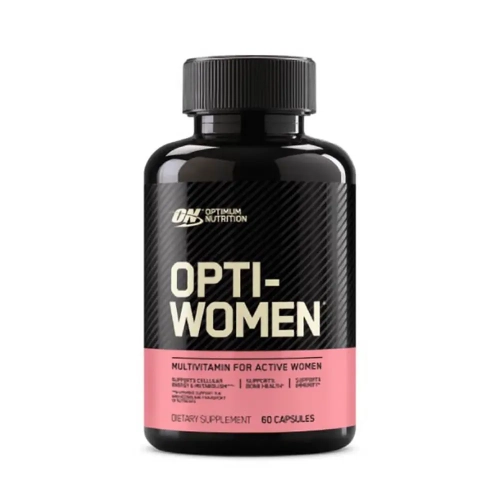 ON OPTIMUM
NUTRITION
OPTI-
WOMEN®
MULTIVITAMIN FOR ACTIVE WOMEN
SUPPORTS CELLULAR
ENERGY & METABOLISM
SUPPORTS
BONE HEALTH
SUPPORTS
IMMUNITY
DIETARY SUPPLEMENT 60 CAPSULES